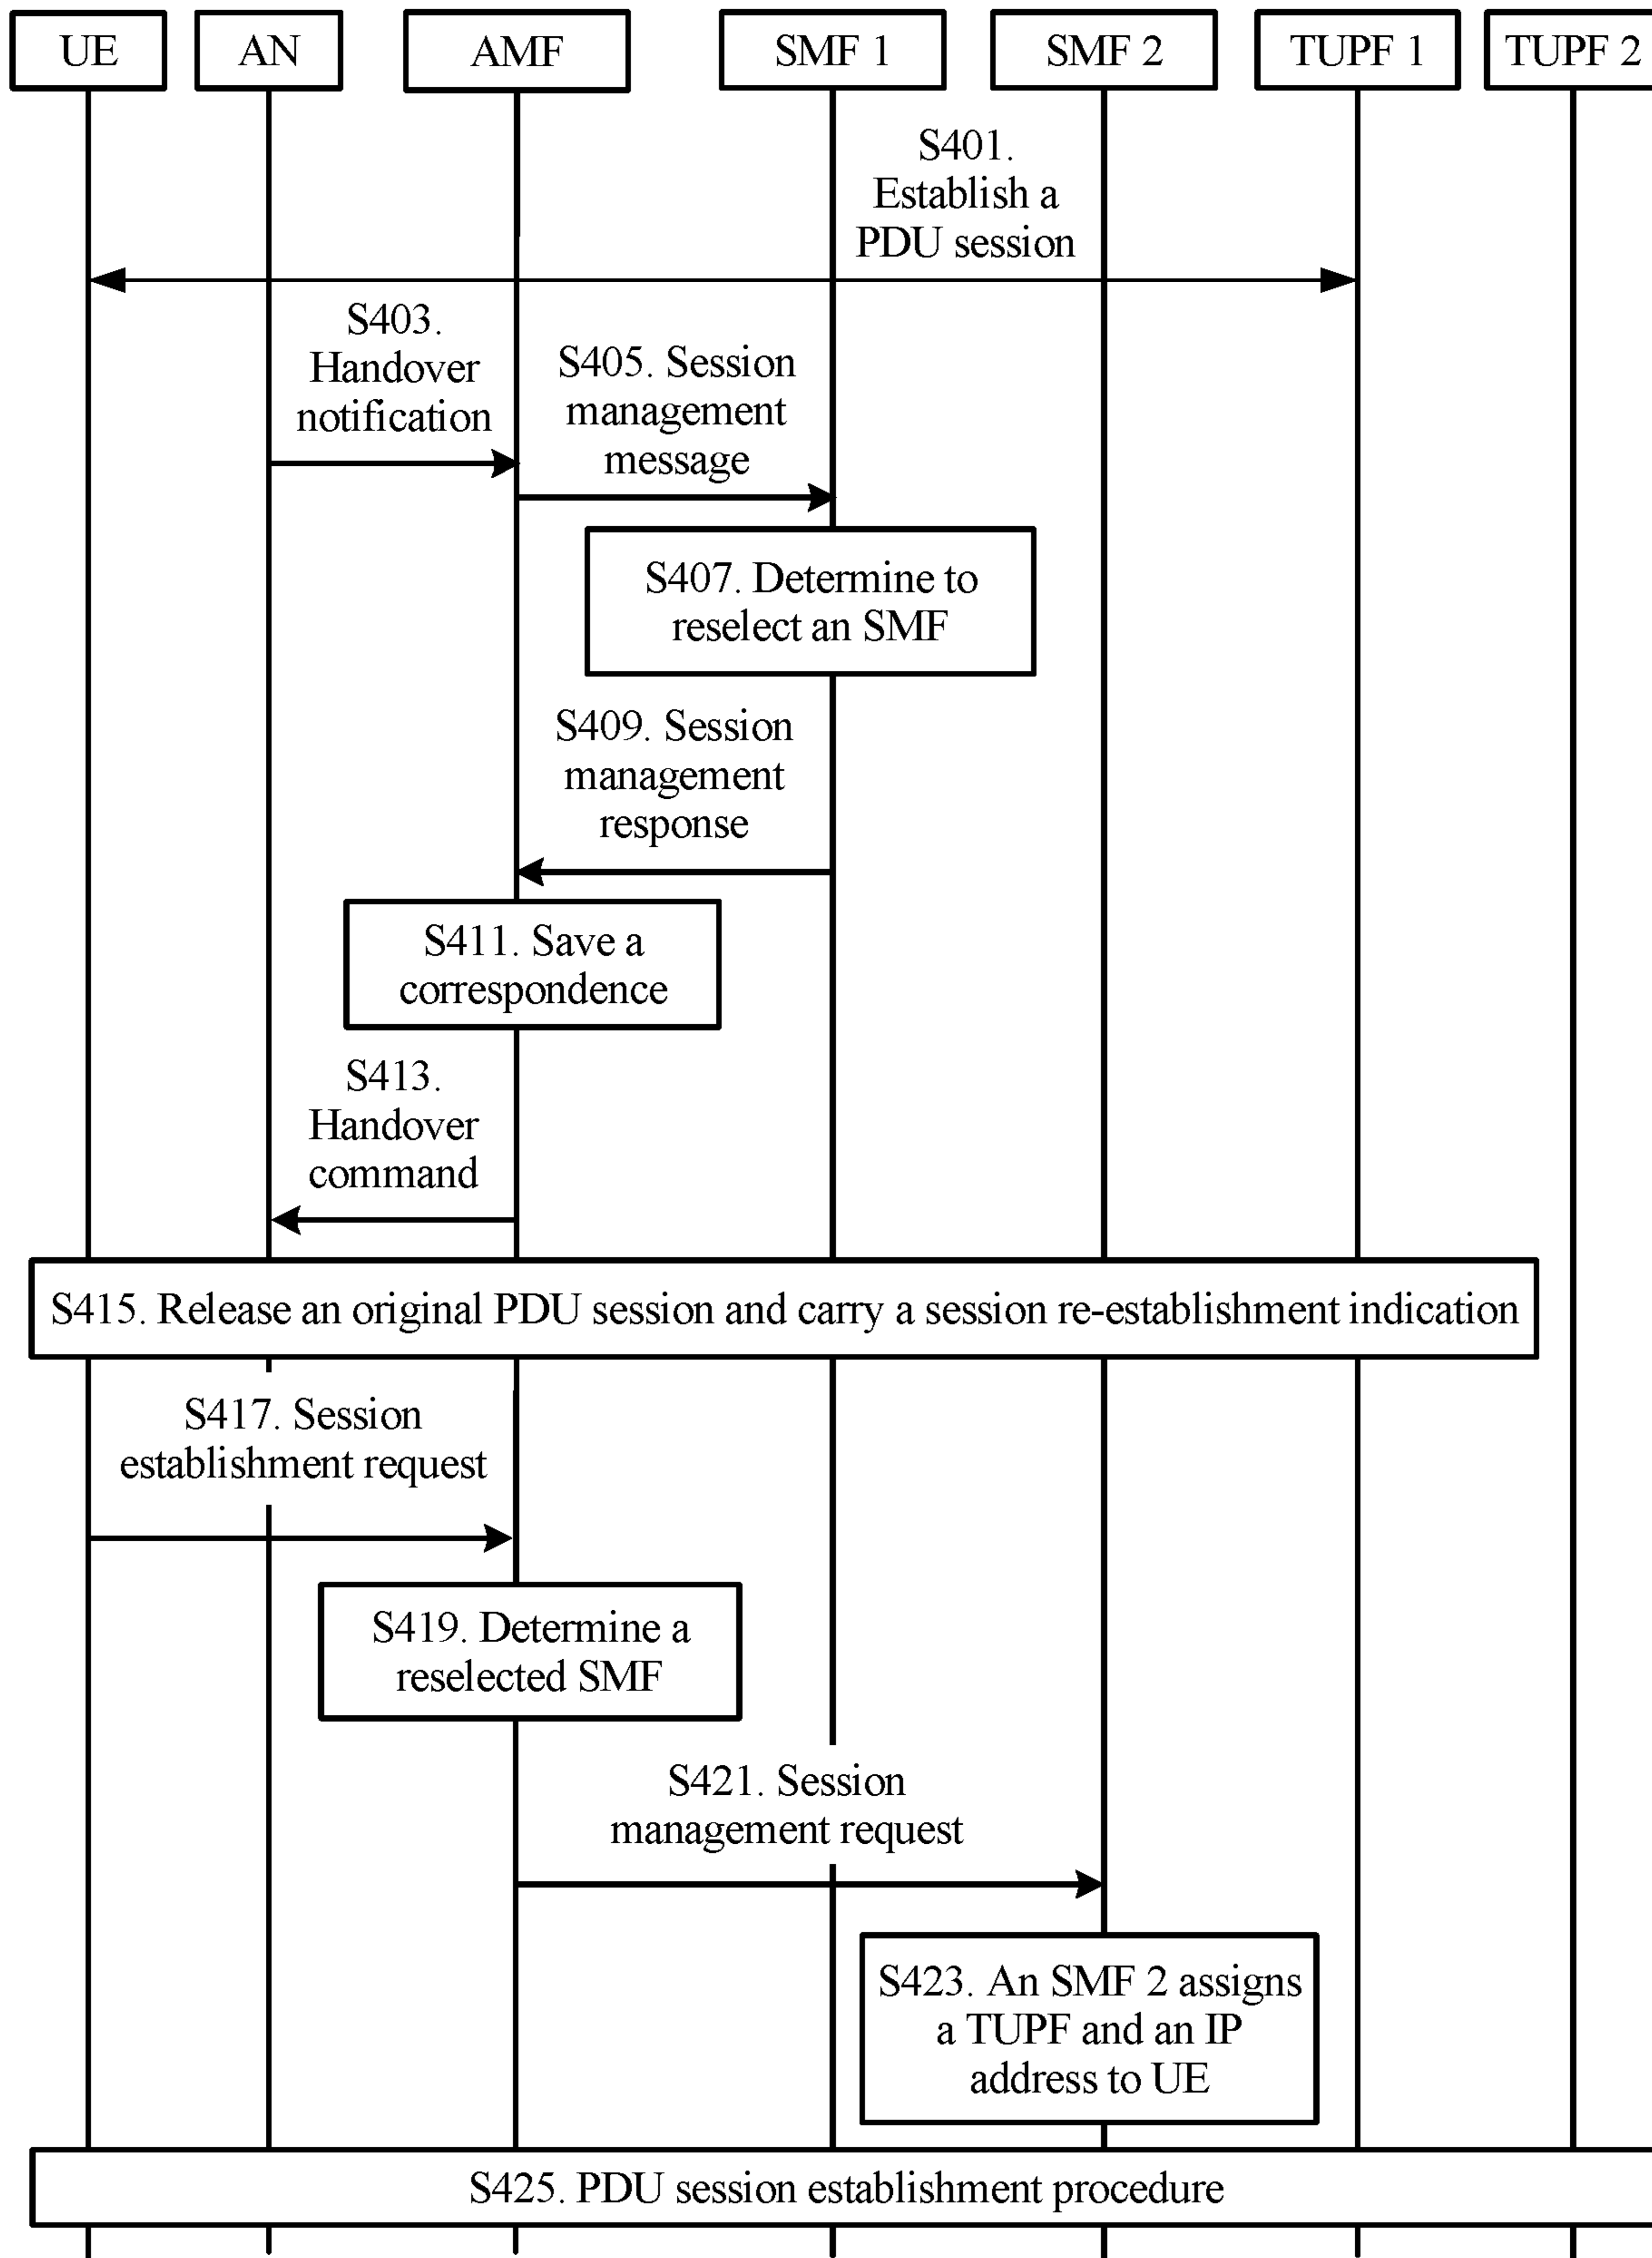 UE
AN
AMF
SMF 1
SMF 2
TUPF 1
TUPF 2
S401.
Establish a
PDU session
S403.
Handover
notification
S405. Session
management
message
S407. Determine to
reselect an SMF
S409. Session
management
response
S411. Save a
correspondence
S413.
Handover
command
S415. Release an original PDU session and carry a session re-establishment indication
S417. Session
establishment request
S419. Determine a
reselected SMF
S421. Session
management request
S423. An SMF 2 assigns
a TUPF and an IP
address to UE
S425. PDU session establishment procedure